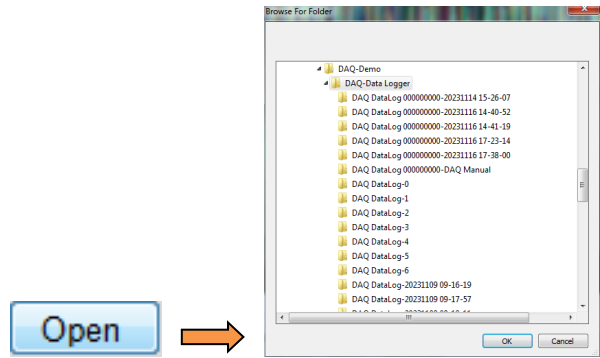 Browse For Folder
DAQ-Demo
DAQ-Data Logger
DAQ DataLog 000000000-20231114 15-26-07
DAQ DataLog 000000000-20231116 14-40-52
DAQ DataLog 000000000-20231116 14-41-19
DAQ DataLog 000000000-20231116 17-23-14
DAQ DataLog 000000000-20231116 17-38-00
DAQ DataLog 000000000-DAQ Manual
DAQ DataLog-0
DAQ DataLog-1
DAQ DataLog-2
DAQ DataLog-3
DAQ DataLog-4
DAQ DataLog-5
DAQ DataLog-6
DAQ DataLog-20231109 09-16-19
DAQ DataLog-20231109 09-17-57
Open
OK Cancel